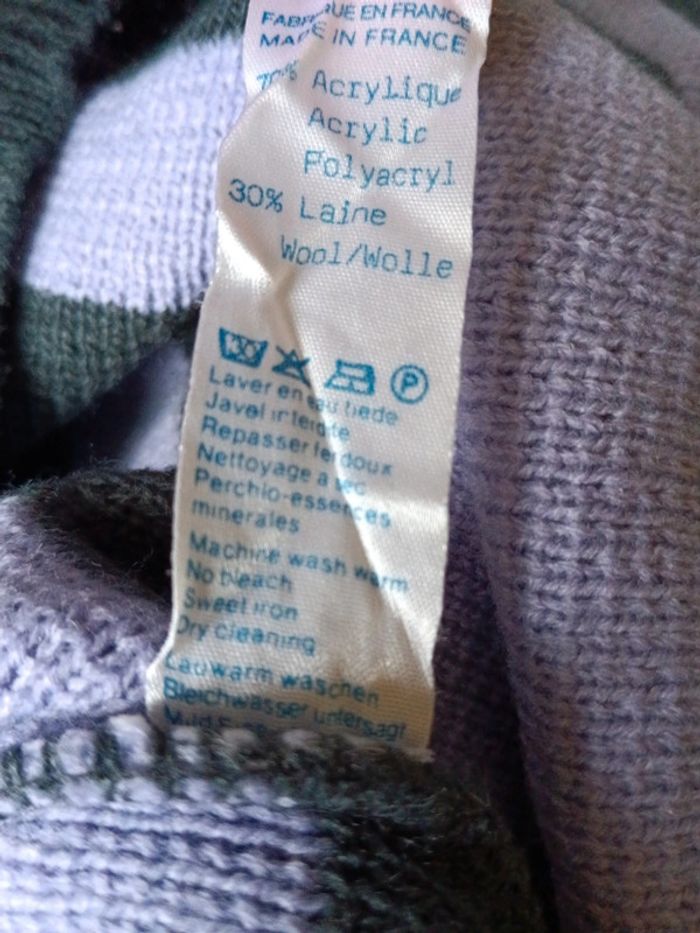 FABRIQUE EN FRANCE
MADE IN FRANCE
70% Acrylique
Acrylic
Polyacryl
30% Laine
Wool/Wolle
30 P
Laver en eau tiede
Javel interdite
Repasser fer doux
Nettoyage a sec
Perchlo-essences
minerales
Machine wash warm
No bleach
Sweet iron
Dry cleaning
Lauwarm waschen
Bleichwasser untersagt